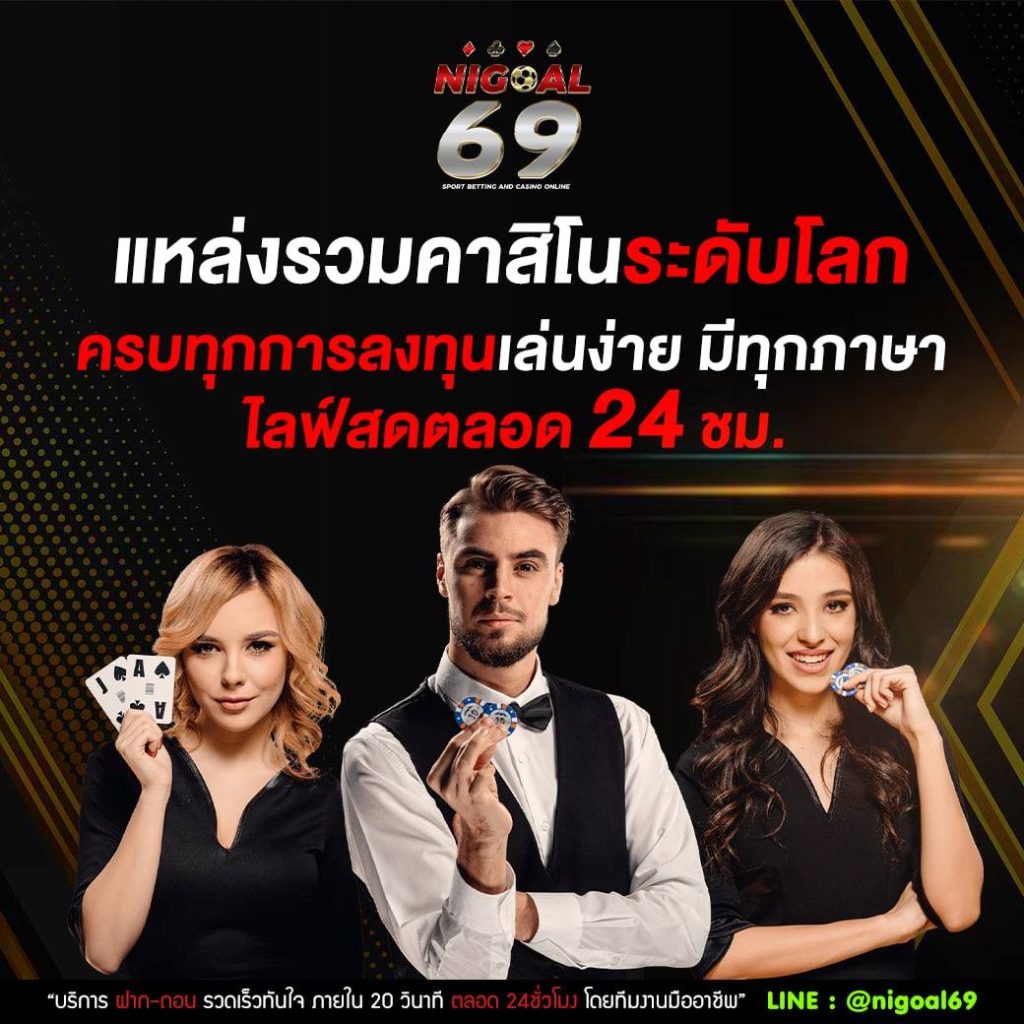 NIGOAL
69
SPORT BETTING AND CASINO ONLINE
แหล่งรวมคาสิโนระดับโลก
ครบทุกการลงทุนเล่นง่าย มีทุกภาษา
ไลฟ์สดตลอด 24 ชม.
J A
A
“บริการ ฝาก-ถอน รวดเร็วทันใจ ภายใน 20 วินาที ตลอด 24ชั่วโมง โดยทีมงานมืออาชีพ” LINE : @nigoal69